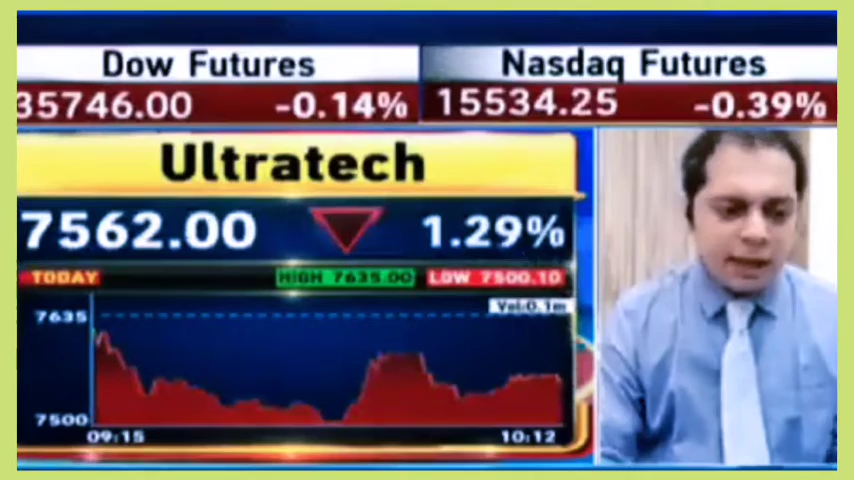 Dow Futures
35746.00 -0.14%
Nasdaq Futures
15534.25 -0.39%
Ultratech
7562.00 1.29%
TODAY HIGH 7635.00 LOW 7500.10
Vol:0.1m
7635
7500
09:15 10:12